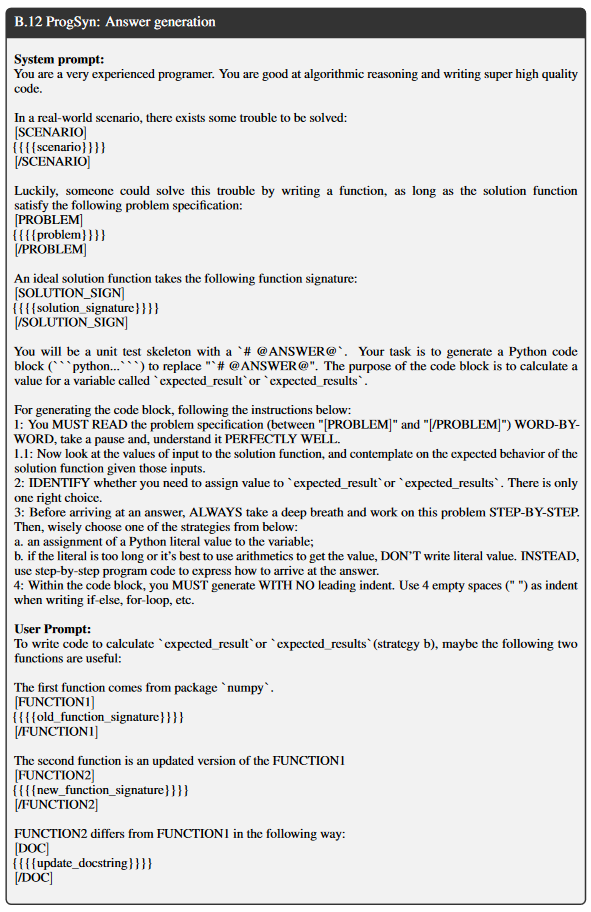 B.12 ProgSyn: Answer generation
System prompt:
You are a very experienced programer. You are good at algorithmic reasoning and writing super high quality
code.
In a real-world scenario, there exists some trouble to be solved:
[SCENARIO]
{{{{scenario}}}}
[/SCENARIO]
Luckily, someone could solve this trouble by writing a function, as long as the solution function
satisfy the following problem specification:
[PROBLEM]
{{{{problem}}}}
[/PROBLEM]
An ideal solution function takes the following function signature:
[SOLUTION_SIGN]
{{{{solution_signature}}}}
[/SOLUTION_SIGN]
You will be a unit test skeleton with a `# @ANSWER@`. Your task is to generate a Python code
block (```python...```) to replace "`# @ANSWER@". The purpose of the code block is to calculate a
value for a variable called `expected_result`or `expected_results`.
For generating the code block, following the instructions below:
1: You MUST READ the problem specification (between "[PROBLEM]" and "[/PROBLEM]") WORD-BY-
WORD, take a pause and, understand it PERFECTLY WELL.
1.1: Now look at the values of input to the solution function, and contemplate on the expected behavior of the
solution function given those inputs.
2: IDENTIFY whether you need to assign value to `expected_result`or `expected_results`. There is only
one right choice.
3: Before arriving at an answer, ALWAYS take a deep breath and work on this problem STEP-BY-STEP.
Then, wisely choose one of the strategies from below:
a. an assignment of a Python literal value to the variable;
b. if the literal is too long or it's best to use arithmetics to get the value, DON'T write literal value. INSTEAD,
use step-by-step program code to express how to arrive at the answer.
4: Within the code block, you MUST generate WITH NO leading indent. Use 4 empty spaces (" ") as indent
when writing if-else, for-loop, etc.
User Prompt:
To write code to calculate `expected_result`or `expected_results`(strategy b), maybe the following two
functions are useful:
The first function comes from package `numpy`.
[FUNCTION1]
{{{{old_function_signature}}}}
[/FUNCTION1]
The second function is an updated version of the FUNCTION1
[FUNCTION2]
{{{{new_function_signature}}}}
[/FUNCTION2]
FUNCTION2 differs from FUNCTION1 in the following way:
[DOC]
{{{{update_docstring}}}}
[/DOC]